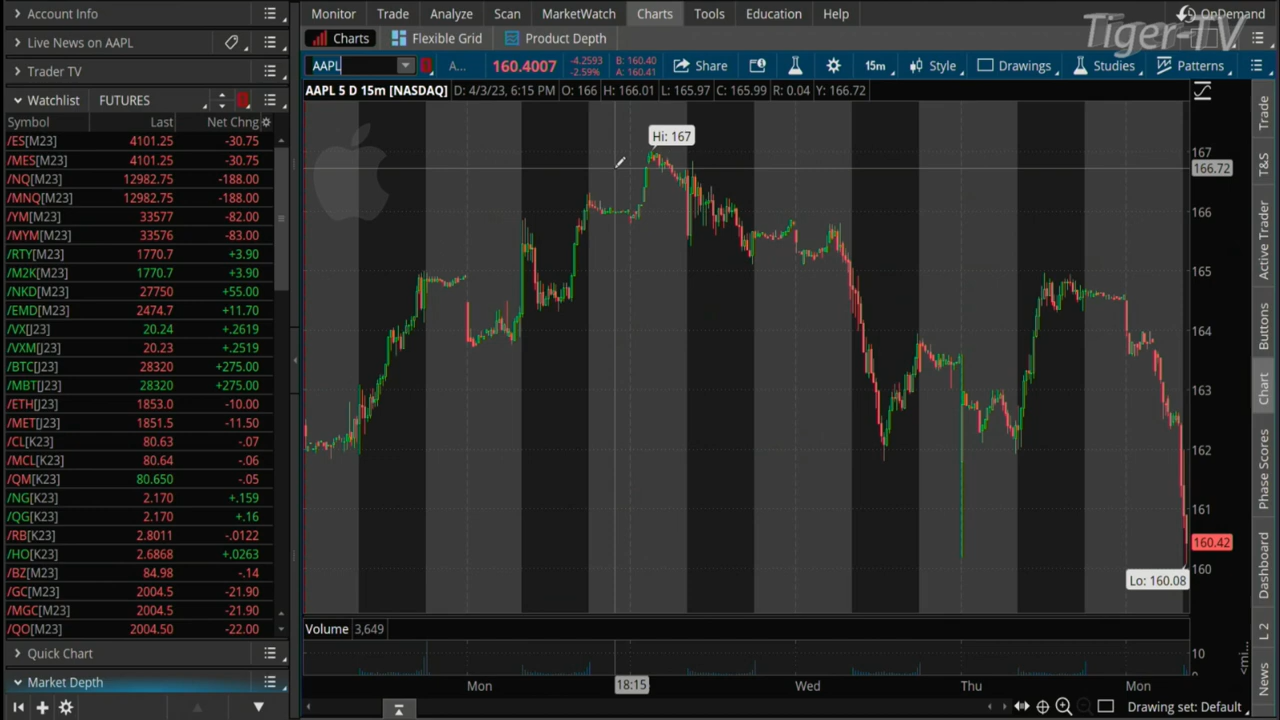 Account Info
Monitor Trade Analyze Scan MarketWatch Charts Tools Education Help OnDemand
Tiger-TV
Live News on AAPL
Charts Flexible Grid Product Depth
Trader TV
AAPL A... 160.4007 -4.2593 -2.59% B: 160.40 A: 160.41 Share 15m Style Drawings Studies Patterns
AAPL 5 D 15m [NASDAQ] D: 4/3/23, 6:15 PM O: 166 H: 166.01 L: 165.97 C: 165.99 R: 0.04 Y: 166.72
Watchlist FUTURES
Symbol Last Net Chng
/ES[M23] 4101.25 -30.75
/MES[M23] 4101.25 -30.75
/NQ[M23] 12982.75 -188.00
/MNQ[M23] 12982.75 -188.00
/YM[M23] 33577 -82.00
/MYM[M23] 33576 -83.00
/RTY[M23] 1770.7 +3.90
/M2K[M23] 1770.7 +3.90
/NKD[M23] 27750 +55.00
/EMD[M23] 2474.7 +11.70
/VX[J23] 20.24 +.2619
/VXM[J23] 20.23 +.2519
/BTC[J23] 28320 +275.00
/MBT[J23] 28320 +275.00
/ETH[J23] 1853.0 -10.00
/MET[J23] 1851.5 -11.50
/CL[K23] 80.63 -.07
/MCL[K23] 80.64 -.06
/QM[K23] 80.650 -.05
/NG[K23] 2.170 +.159
/QG[K23] 2.170 +.16
/RB[K23] 2.8011 -.0122
/HO[K23] 2.6868 +.0263
/BZ[M23] 84.98 -.14
/GC[M23] 2004.5 -21.90
/MGC[M23] 2004.5 -21.90
/QO[M23] 2004.50 -22.00
Quick Chart
Market Depth
Hi: 167
167
166.72
166
165
164
163
162
161
160.42
160
Lo: 160.08
Volume 3,649
10
<mi...
Mon 18:15 Wed Thu Mon
Drawing set: Default
Trade
T&S
Active Trader
Buttons
Chart
Phase Scores
Dashboard
L 2
News